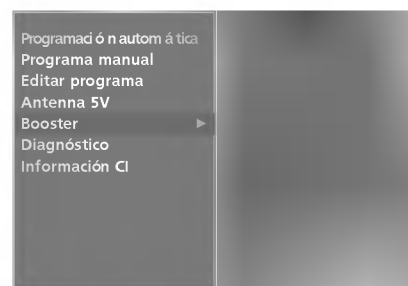 Programaci ó n autom á tica
Programa manual
Editar programa
Antenna 5V
Booster
Diagnóstico
Información CI